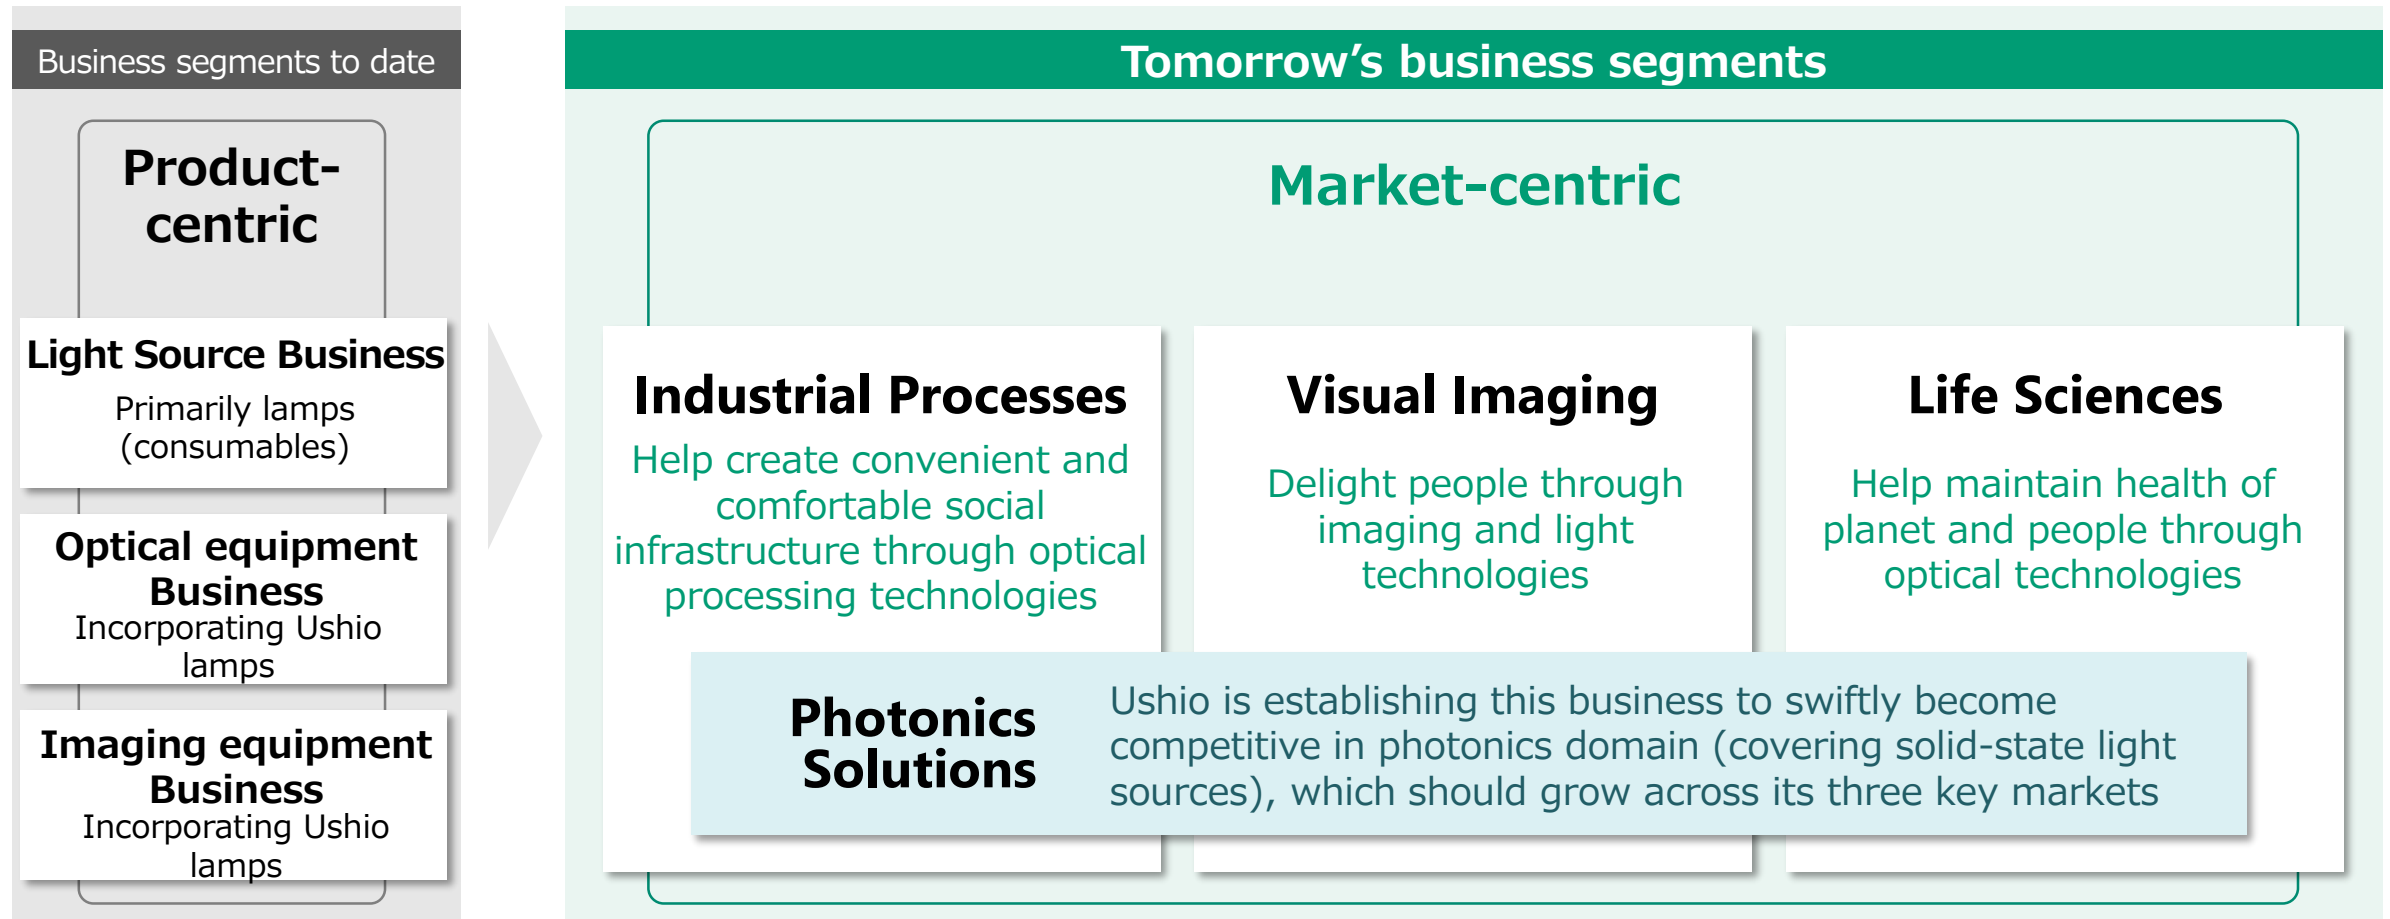 Business segments to date
Product-
centric
Light Source Business
Primarily lamps
(consumables)
Optical equipment
Business
Incorporating Ushio
lamps
Imaging equipment
Business
Incorporating Ushio
lamps
Tomorrow’s business segments
Market-centric
Industrial Processes
Help create convenient and
comfortable social
infrastructure through optical
processing technologies
Visual Imaging
Delight people through
imaging and light
technologies
Life Sciences
Help maintain health of
planet and people through
optical technologies
Photonics
Solutions
Ushio is establishing this business to swiftly become
competitive in photonics domain (covering solid-state light
sources), which should grow across its three key markets